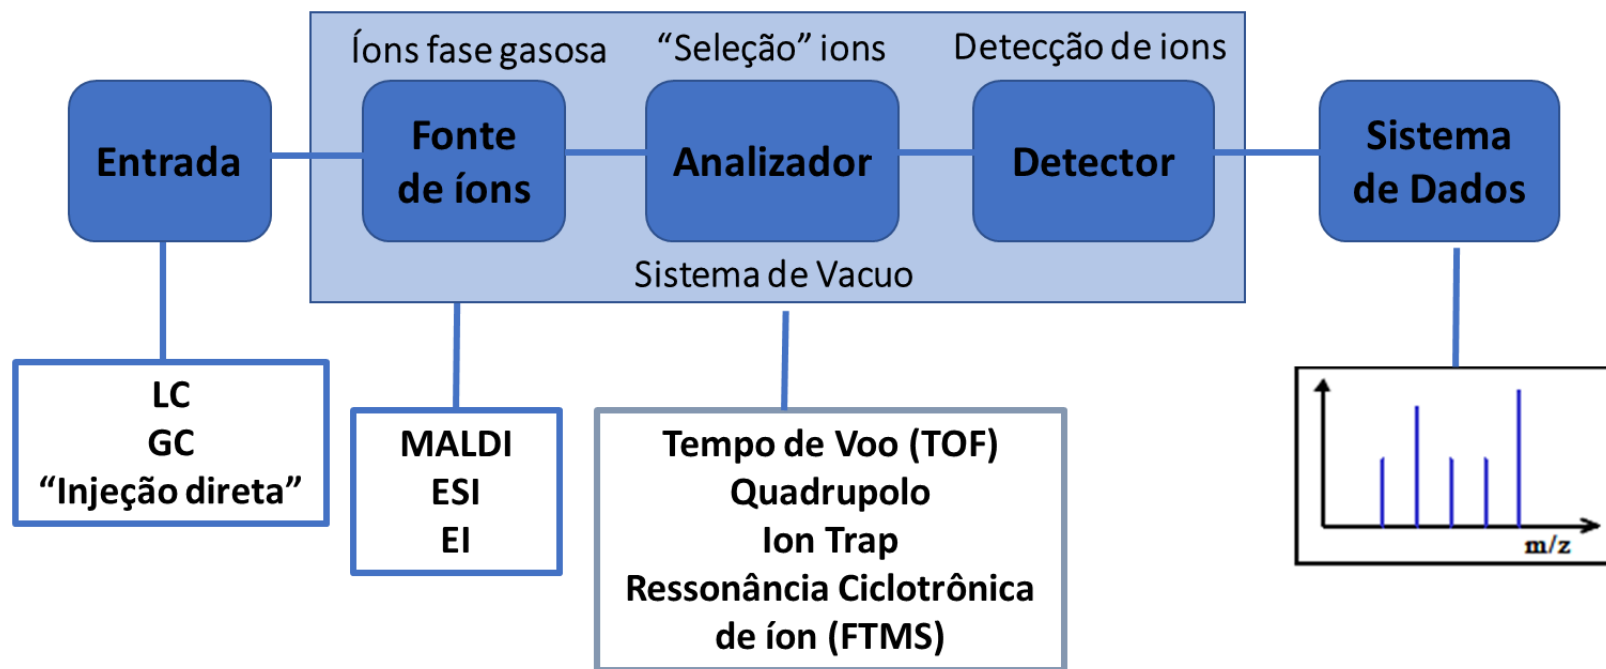 Íons fase gasosa
“Seleção” ions
Detecção de ions
Entrada
Fonte
de íons
Analizador
Detector
Sistema
de Dados
Sistema de Vacuo
LC
GC
“Injeção direta”
MALDI
ESI
EI
Tempo de Voo (TOF)
Quadrupolo
Ion Trap
Ressonância Ciclotrônica
de íon (FTMS)
m/z